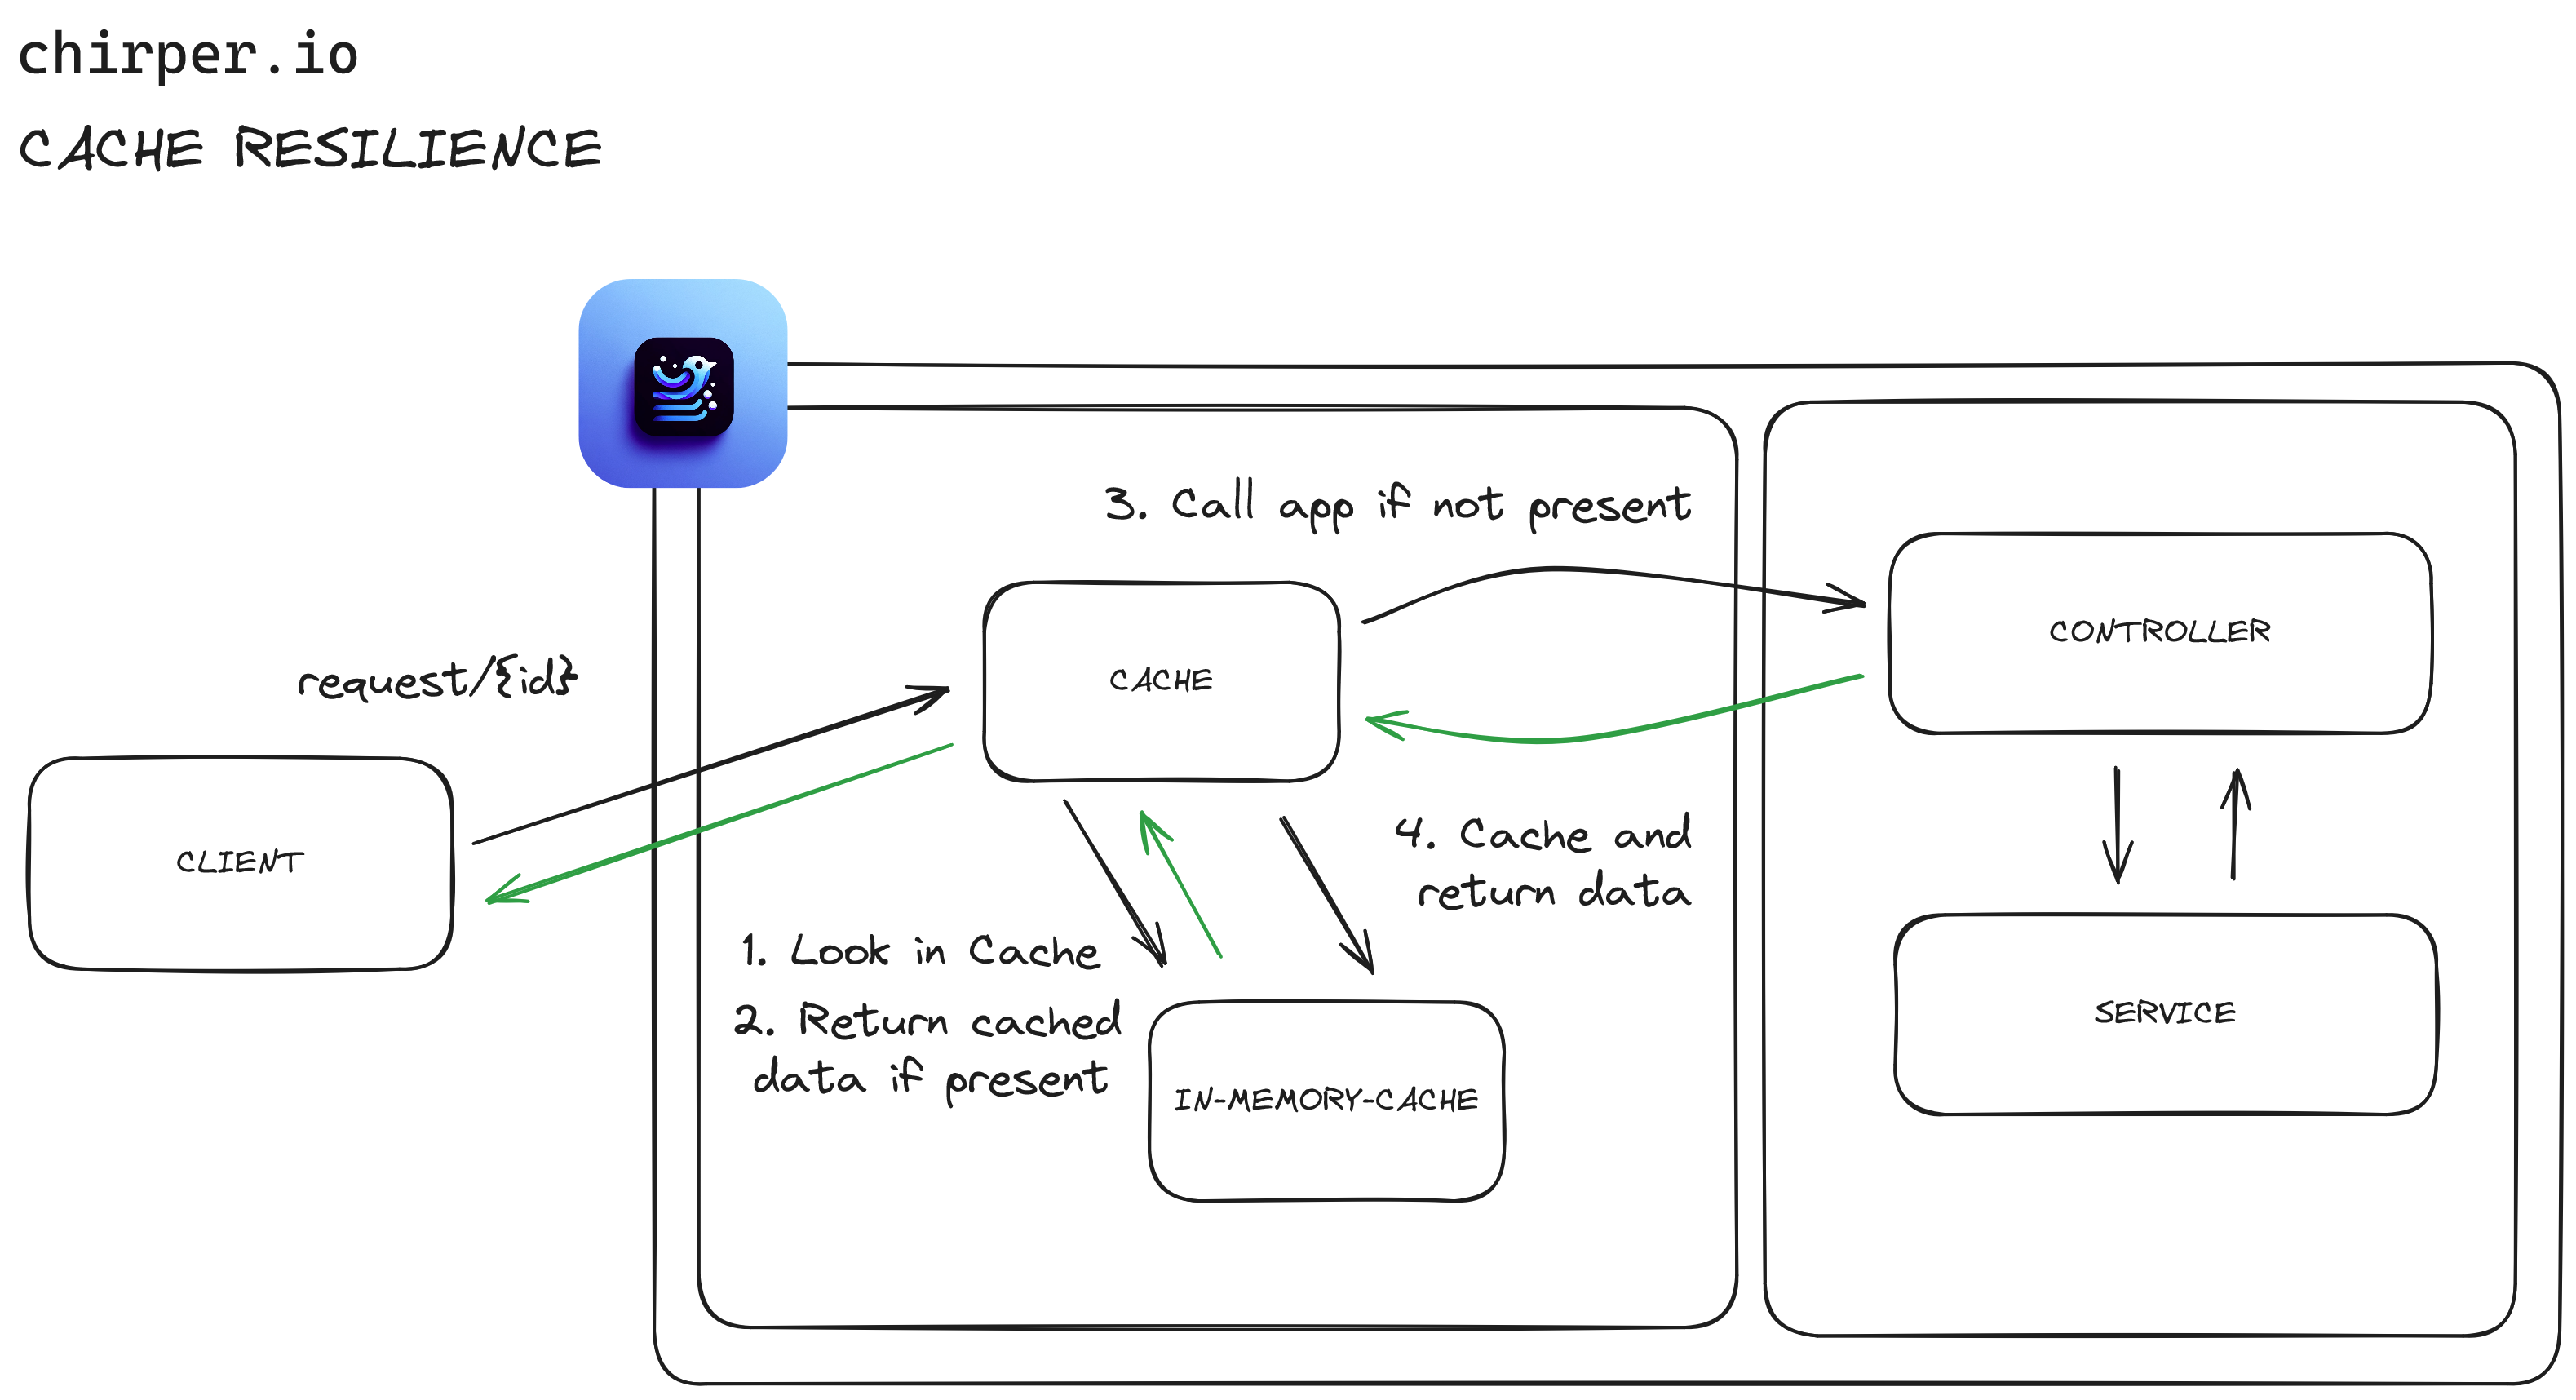 chirper.io
CACHE RESILIENCE
3. Call app if not present
CONTROLLER
CACHE
request/{id}
CLIENT
4. Cache and
return data
1. Look in Cache
2. Return cached
data if present
SERVICE
IN-MEMORY-CACHE